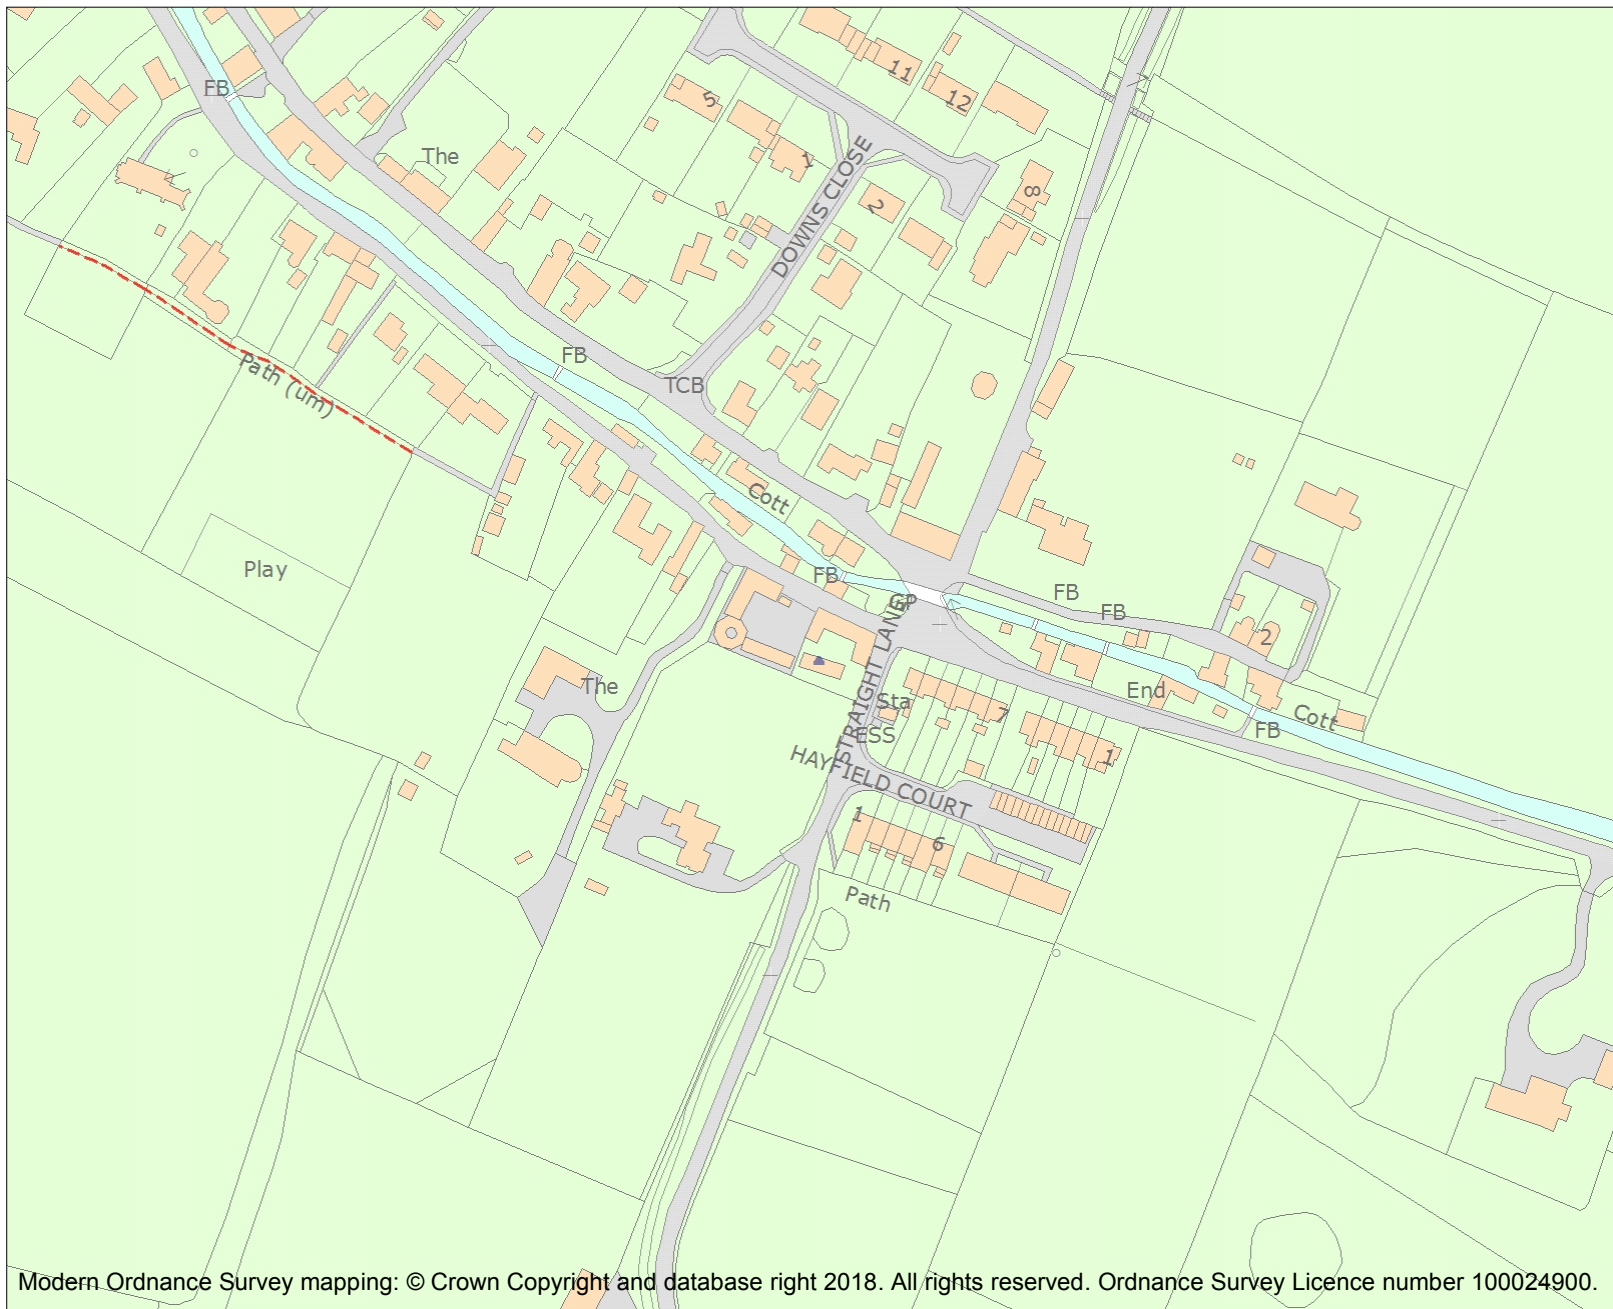 11
12
5
FB
1
The
DOWNS CLOSE
8
2
FB
Path (um)
TCB
Cott
Play
FB
FB
GP
FB
2
The
End
Sta
7
Cott
FB
STRAIGHT LANE
ESS
1
HAYFIELD COURT
1
6
Path
Modern Ordnance Survey mapping: © Crown Copyright and database right 2018. All rights reserved. Ordnance Survey Licence number 100024900.